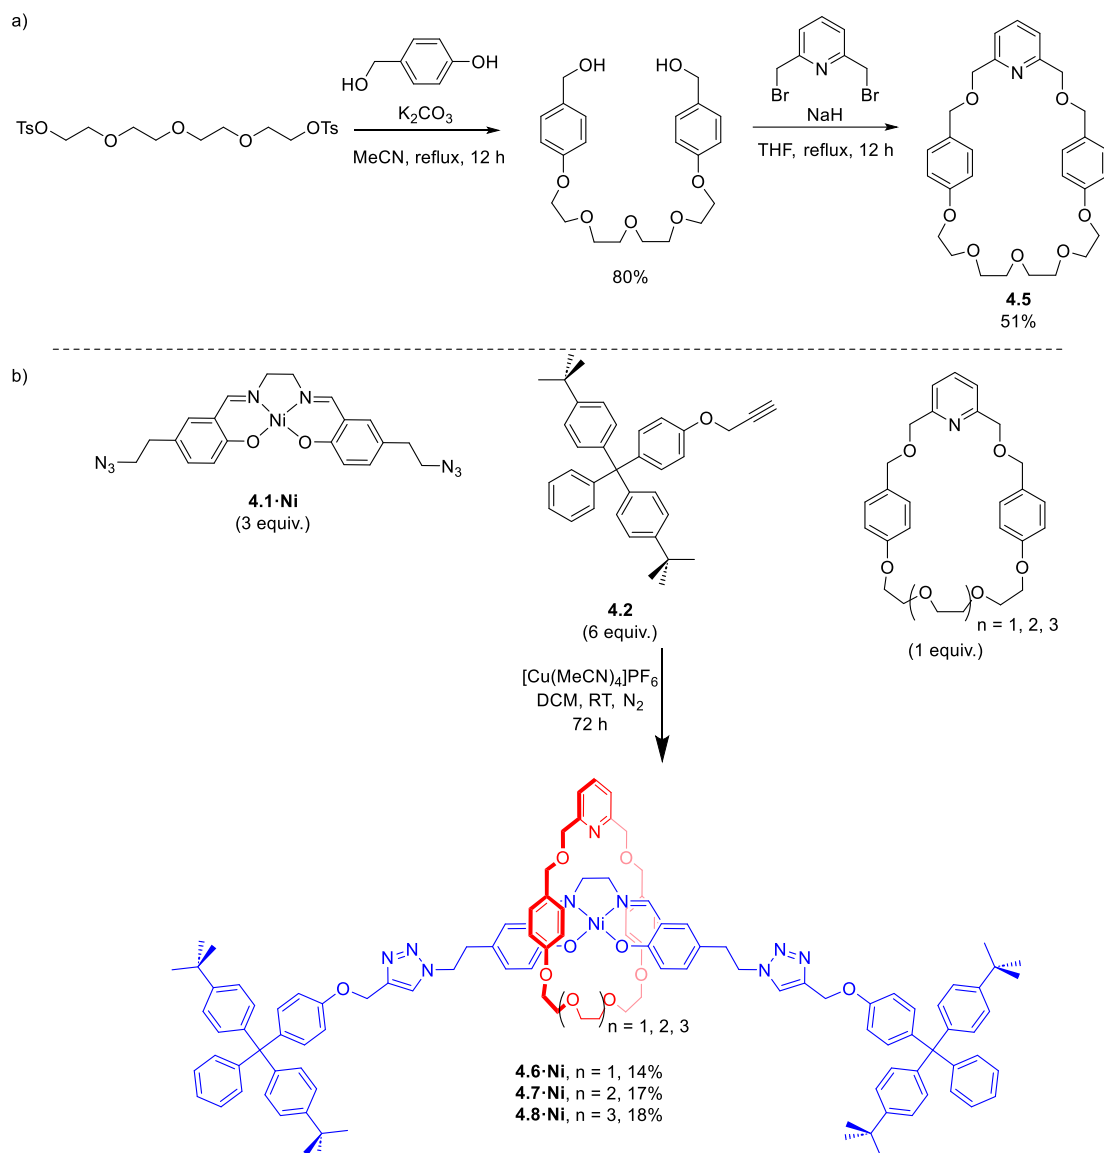 a)
HO
OH
K2CO3
MeCN, reflux, 12 h
TsO
O
O
O
OTs
OH
HO
O
O
O
O
O
80%
N
Br
Br
NaH
THF, reflux, 12 h
N
O
O
O
O
O
O
O
4.5
51%
b)
N
N
Ni
O
O
N3
N3
4.1·Ni
(3 equiv.)
O
4.2
(6 equiv.)
N
O
O
O
O
O
O
n = 1, 2, 3
(1 equiv.)
[Cu(MeCN)4]PF6
DCM, RT, N2
72 h
N
O
O
N
N
Ni
O
O
O
O
O
O
n = 1, 2, 3
N
N
N
O
N
N
N
O
4.6·Ni, n = 1, 14%
4.7·Ni, n = 2, 17%
4.8·Ni, n = 3, 18%